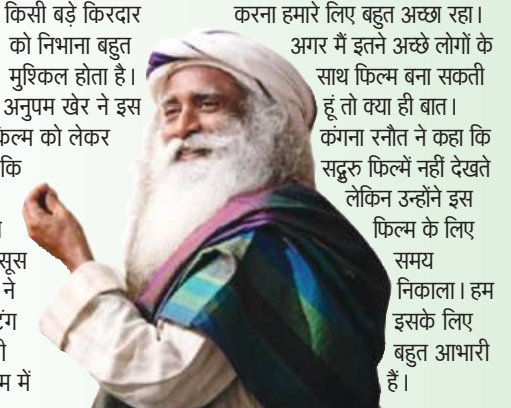 किसी बड़े किरदार
को निभाना बहुत
मुश्किल होता है।
अनुपम खेर ने इस
को लेकर
कि
ने
में
करना हमारे लिए बहुत अच्छा रहा।
अगर मैं इतने अच्छे लोगों के
साथ फिल्म बना सकती
हूं तो क्या ही बात।
कंगना रनौत ने कहा कि
सद्गुरु फिल्में नहीं देखते
लेकिन उन्होंने इस
फिल्म के लिए
समय
निकाला। हम
इसके लिए
बहुत आभारी
हैं।